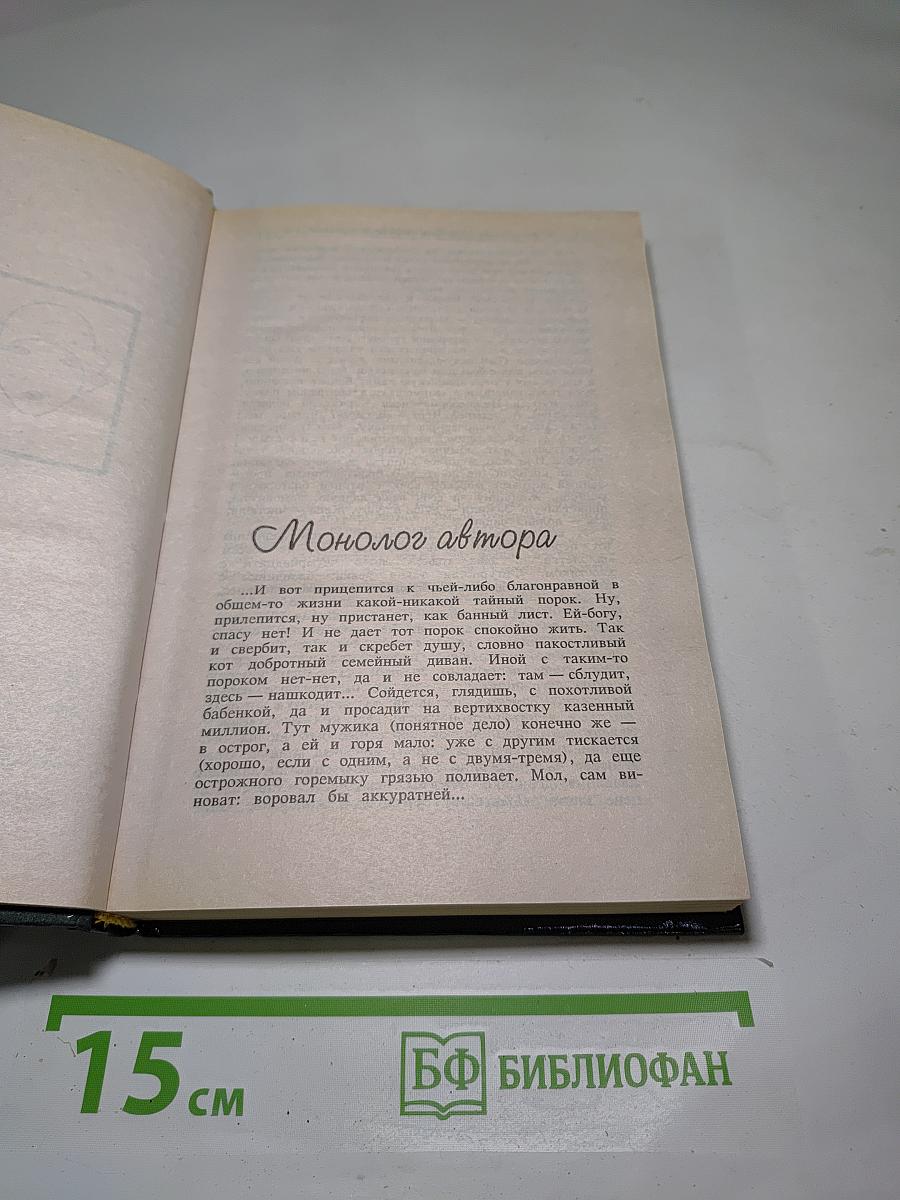 Монолог автора
...И вот прицепится к чьей-либо благонравной в
общем-то жизни какой-никакой тайный порок. Ну,
прилепится, ну пристанет, как банный лист. Ей-богу,
спасу нет! И не дает тот порок спокойно жить. Так
и свербит, так и скребет душу, словно пакостливый
кот добротный семейный диван. Иной с таким-то
пороком нет-нет, да и не совладает: там — сблудит,
здесь — нашкодит... Сойдется, глядишь, с похотливой
бабенкой, да и просадит на вертихвостку казенный
миллион. Тут мужика (понятное дело) конечно же —
в острог, а ей и горя мало: уже с другим тискается
(хорошо, если с одним, а не с двумя-тремя), да еще
острожного горемыку грязью поливает. Мол, сам ви-
новат: воровал бы аккуратней...
15 см
БФ БИБЛИОФАН